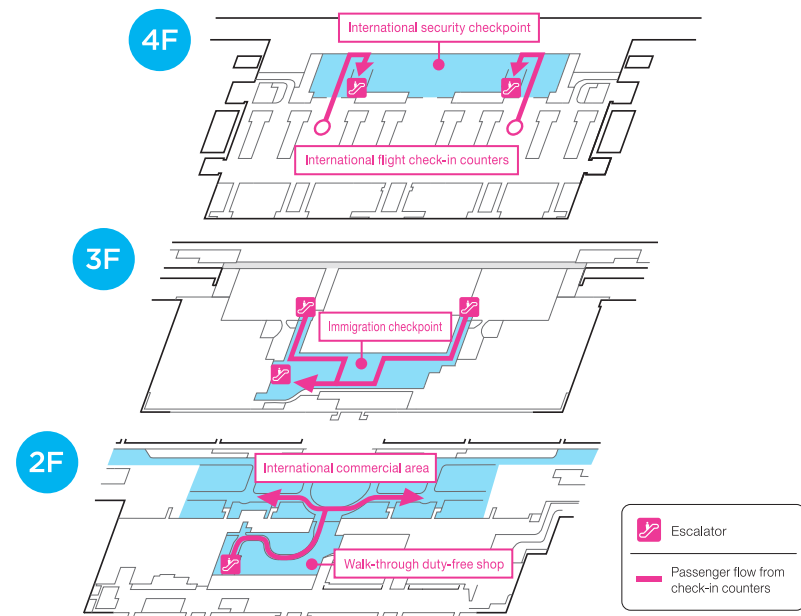 4F
International security checkpoint
International flight check-in counters
3F
Immigration checkpoint
2F
International commercial area
Walk-through duty-free shop
Escalator
Passenger flow from
check-in counters